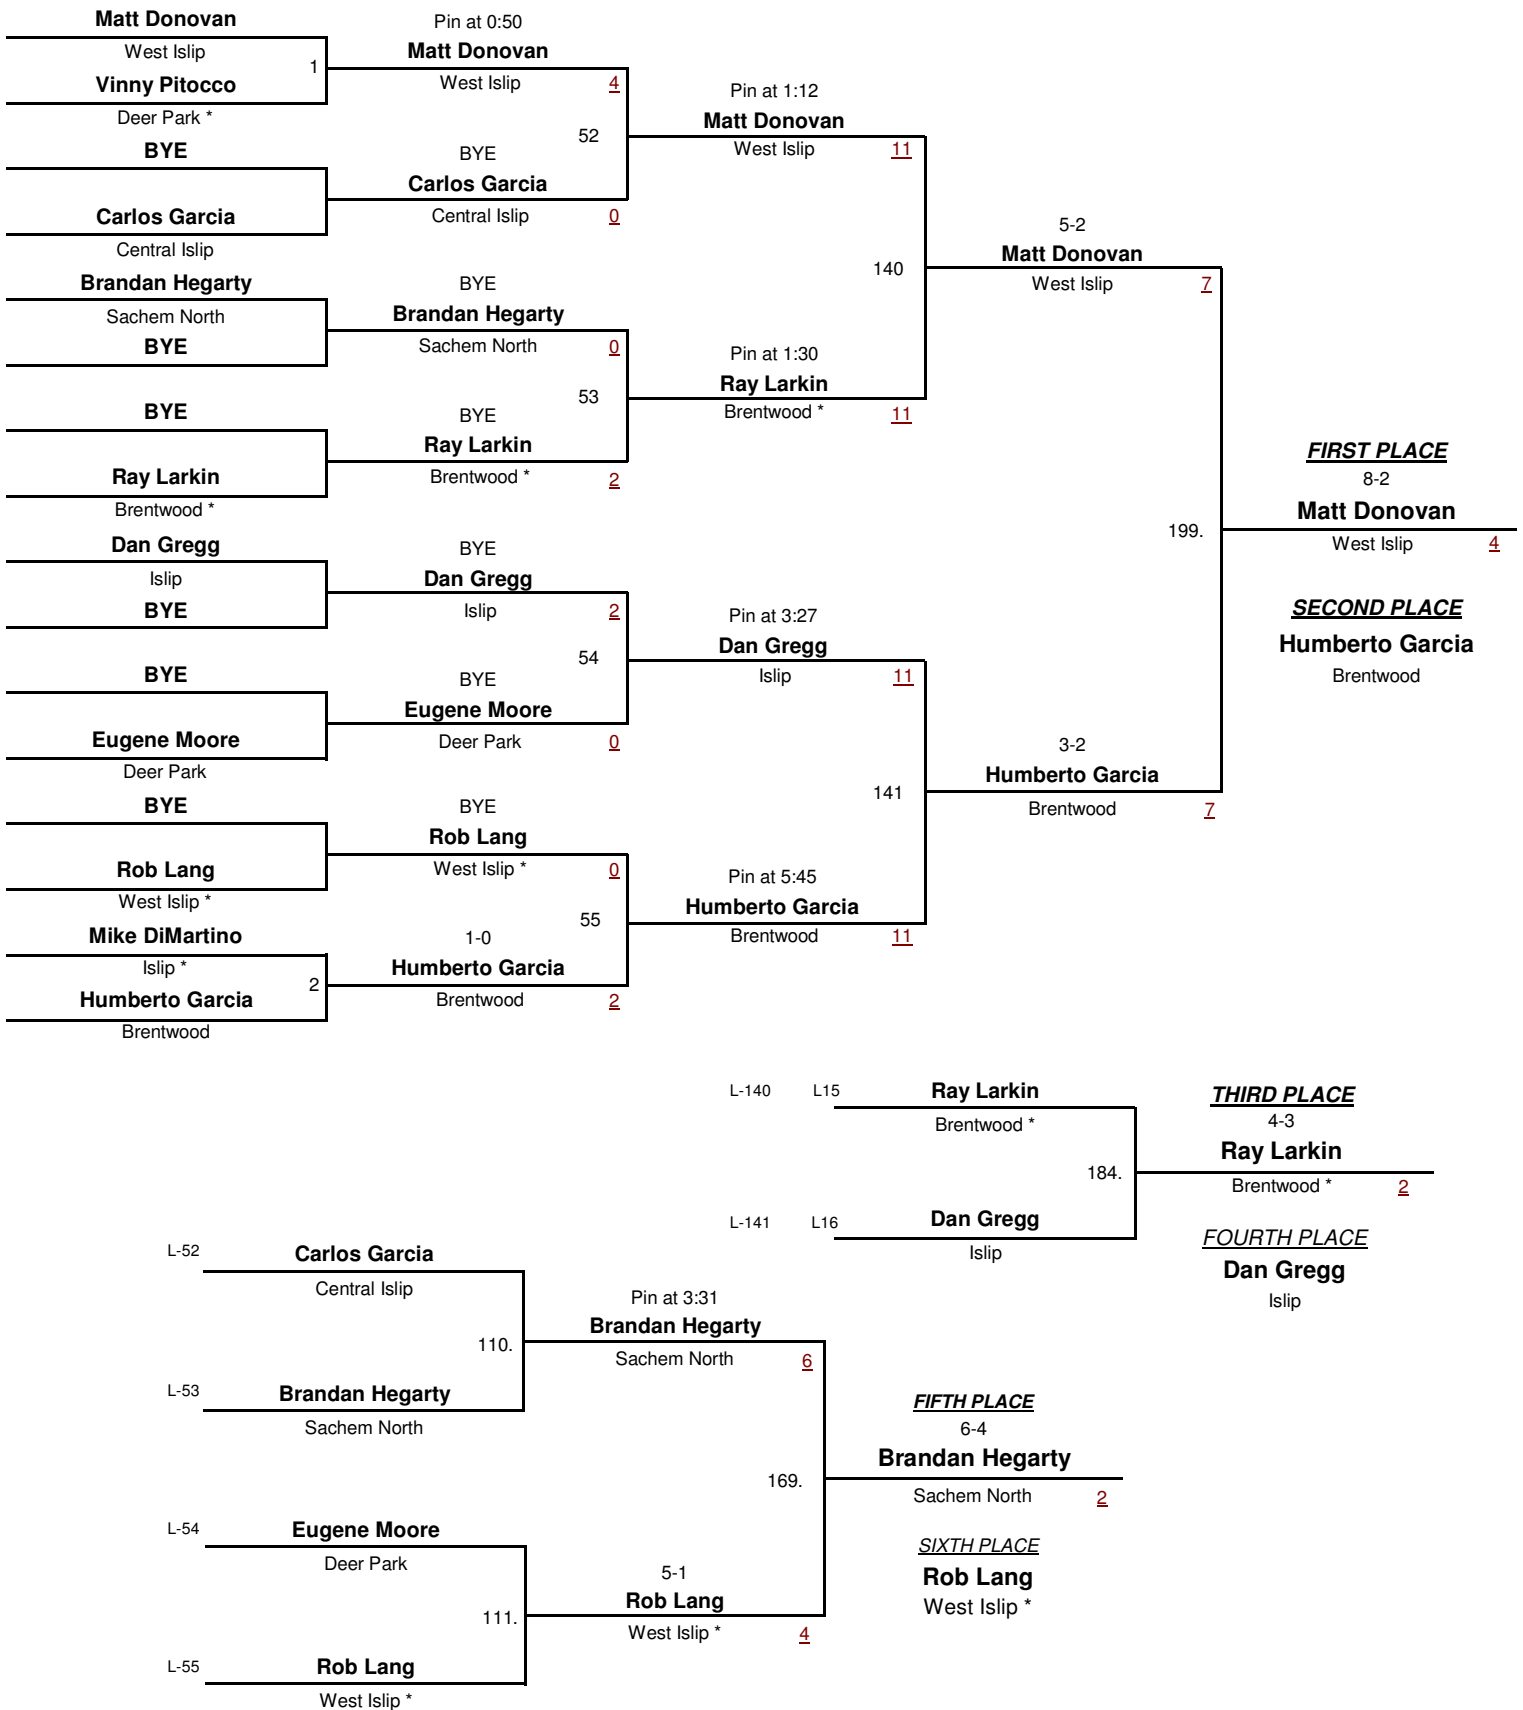 Matt Donovan
West Islip
1
Vinny Pitocco
Deer Park *
BYE
Carlos Garcia
Central Islip
Brandan Hegarty
Sachem North
BYE
BYE
Ray Larkin
Brentwood *
Dan Gregg
Islip
BYE
BYE
Eugene Moore
Deer Park
BYE
Rob Lang
West Islip *
Mike DiMartino
Islip *
2
Humberto Garcia
Brentwood
Pin at 0:50
Matt Donovan
West Islip 4
52
BYE
Carlos Garcia
Central Islip 0
BYE
Brandan Hegarty
Sachem North 0
53
BYE
Ray Larkin
Brentwood * 2
BYE
Dan Gregg
Islip 2
54
BYE
Eugene Moore
Deer Park 0
BYE
Rob Lang
West Islip * 0
55
1-0
Humberto Garcia
Brentwood 2
Pin at 1:12
Matt Donovan
West Islip 11
140
Pin at 1:30
Ray Larkin
Brentwood * 11
Pin at 3:27
Dan Gregg
Islip 11
141
Pin at 5:45
Humberto Garcia
Brentwood 11
5-2
Matt Donovan
West Islip 7
199.
3-2
Humberto Garcia
Brentwood 7
FIRST PLACE
8-2
Matt Donovan
West Islip 4
SECOND PLACE
Humberto Garcia
Brentwood
L-140 L15 Ray Larkin
Brentwood *
184.
L-141 L16 Dan Gregg
Islip
THIRD PLACE
4-3
Ray Larkin
Brentwood * 2
FOURTH PLACE
Dan Gregg
Islip
L-52 Carlos Garcia
Central Islip
110.
L-53 Brandan Hegarty
Sachem North
L-54 Eugene Moore
Deer Park
111.
L-55 Rob Lang
West Islip *
Pin at 3:31
Brandan Hegarty
Sachem North 6
169.
5-1
Rob Lang
West Islip * 4
FIFTH PLACE
6-4
Brandan Hegarty
Sachem North 2
SIXTH PLACE
Rob Lang
West Islip *